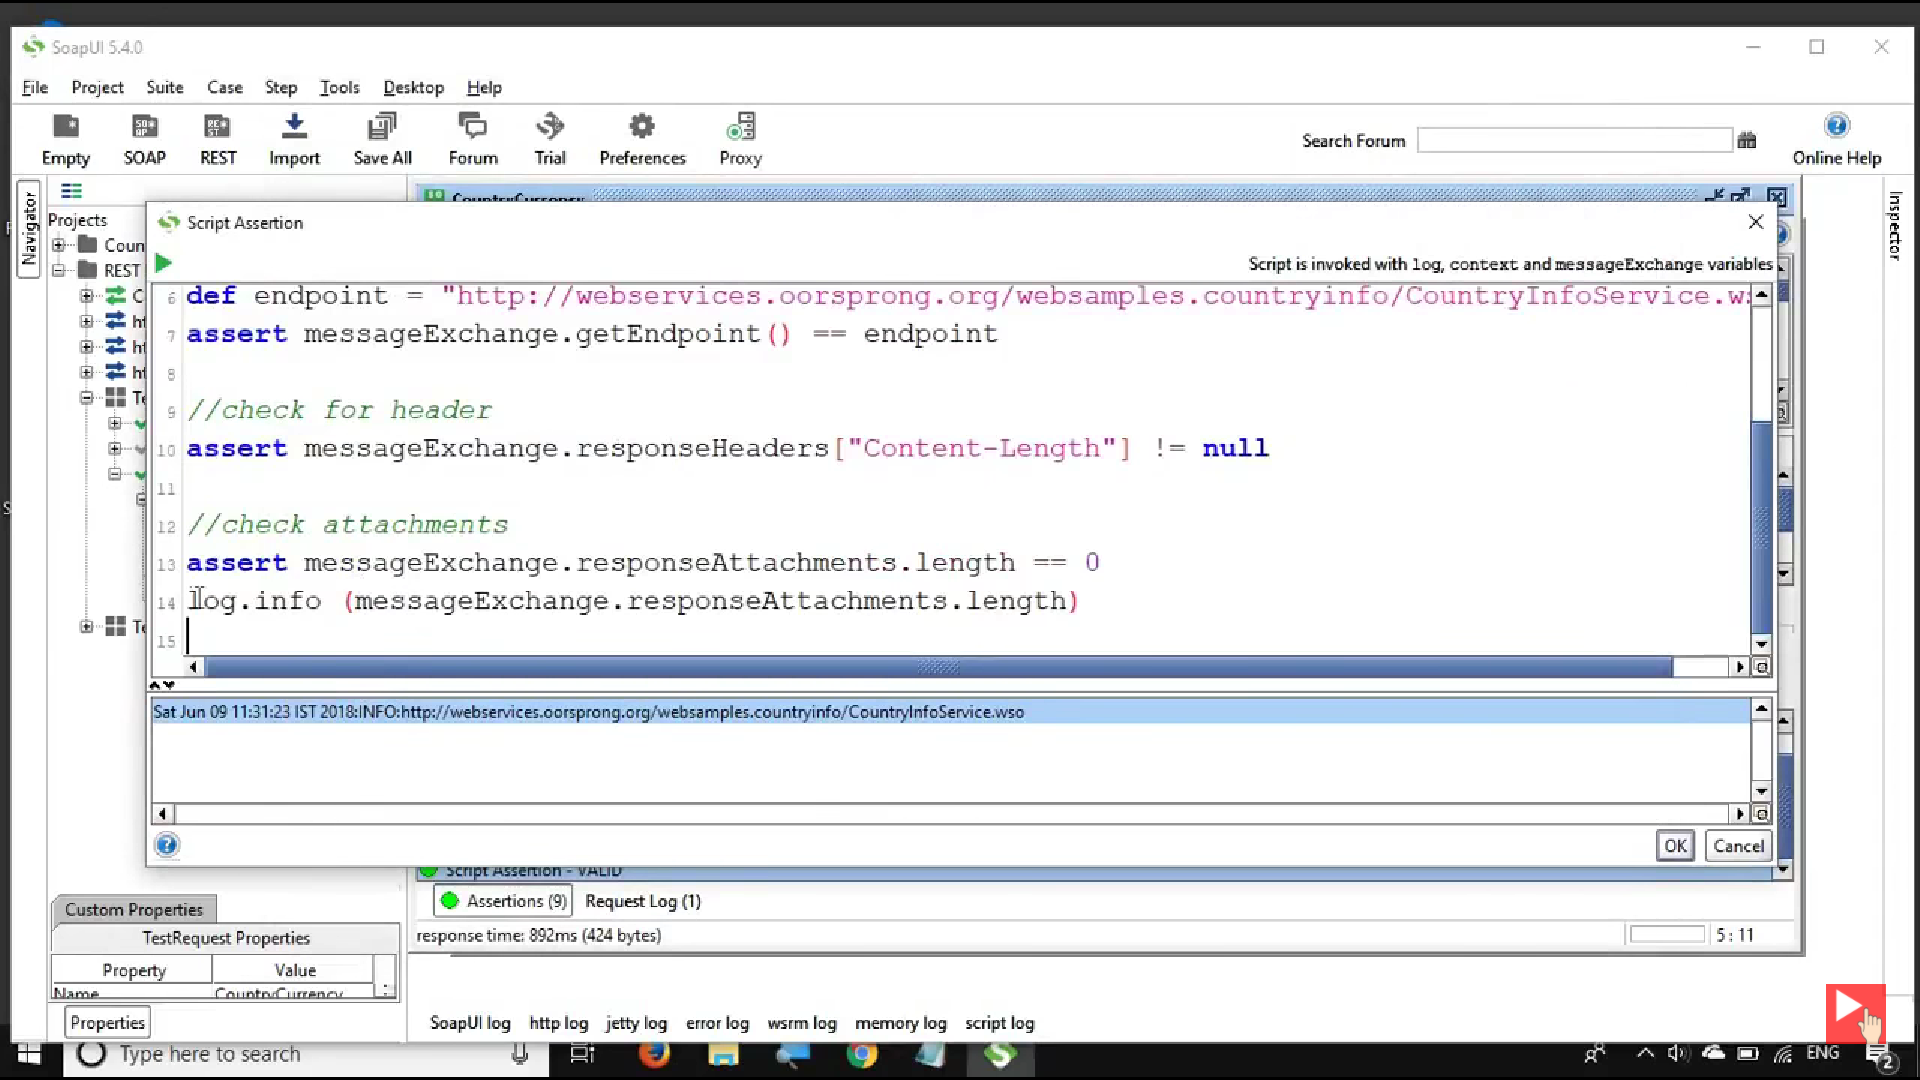 SoapUI 5.4.0
File Project Suite Case Step Tools Desktop Help
Empty SOAP REST Import Save All Forum Trial Preferences Proxy
Search Forum
Online Help
Navigator
Inspector
Projects
Coun
REST
Script Assertion
Script is invoked with log, context and messageExchange variables
6 def endpoint = "http://webservices.oorsprong.org/websamples.countryinfo/CountryInfoService.w
7 assert messageExchange.getEndpoint() == endpoint
8
9 //check for header
10 assert messageExchange.responseHeaders["Content-Length"] != null
11
12 //check attachments
13 assert messageExchange.responseAttachments.length == 0
14 log.info (messageExchange.responseAttachments.length)
15
Sat Jun 09 11:31:23 IST 2018:INFO:http://webservices.oorsprong.org/websamples.countryinfo/CountryInfoService.wso
OK Cancel
Script Assertion - VALID
Assertions (9) Request Log (1)
response time: 892ms (424 bytes)
5 : 11
Custom Properties
TestRequest Properties
Property Value
Name CountryCurrency
Properties
SoapUI log http log jetty log error log wsrm log memory log script log
Type here to search
ENG
2